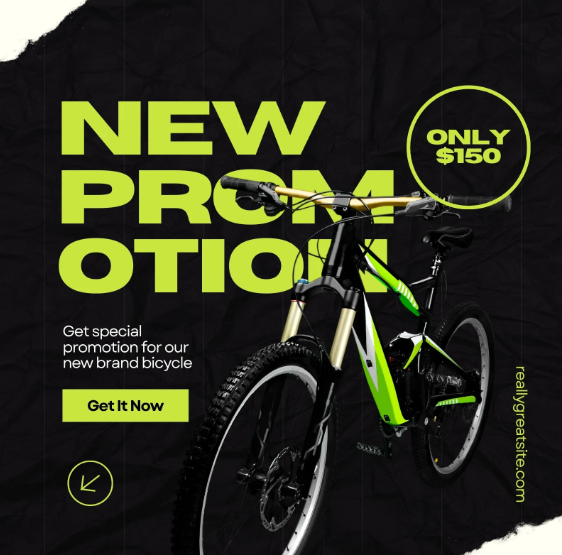 NEW
PROM
OTION
ONLY
$150
Get special
promotion for our
new brand bicycle
Get It Now
reallygreatsite.com